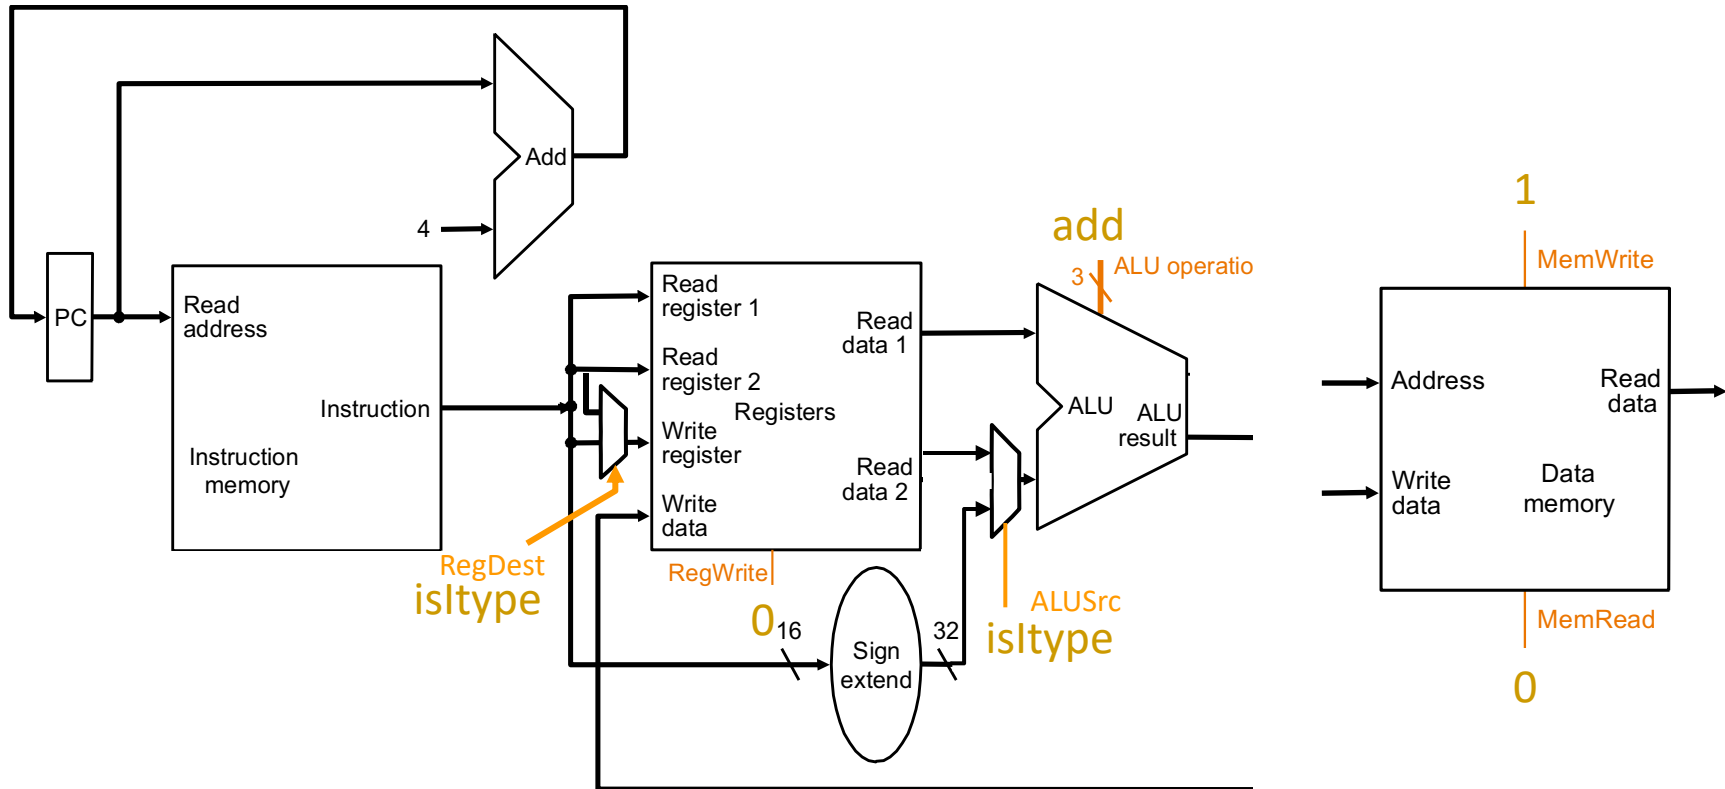 Add
4
PC
Read
address
Instruction
Instruction
memory
RegDest
isItype
Read
register 1
Read
register 2
Registers
Write
register
Write
data
Read
data 1
Read
data 2
RegWrite
0
16
Sign
extend
32
add
3
ALU operatio
ALU
ALU
result
ALUSrc
isItype
1
MemWrite
Address
Read
data
Write
data
Data
memory
MemRead
0